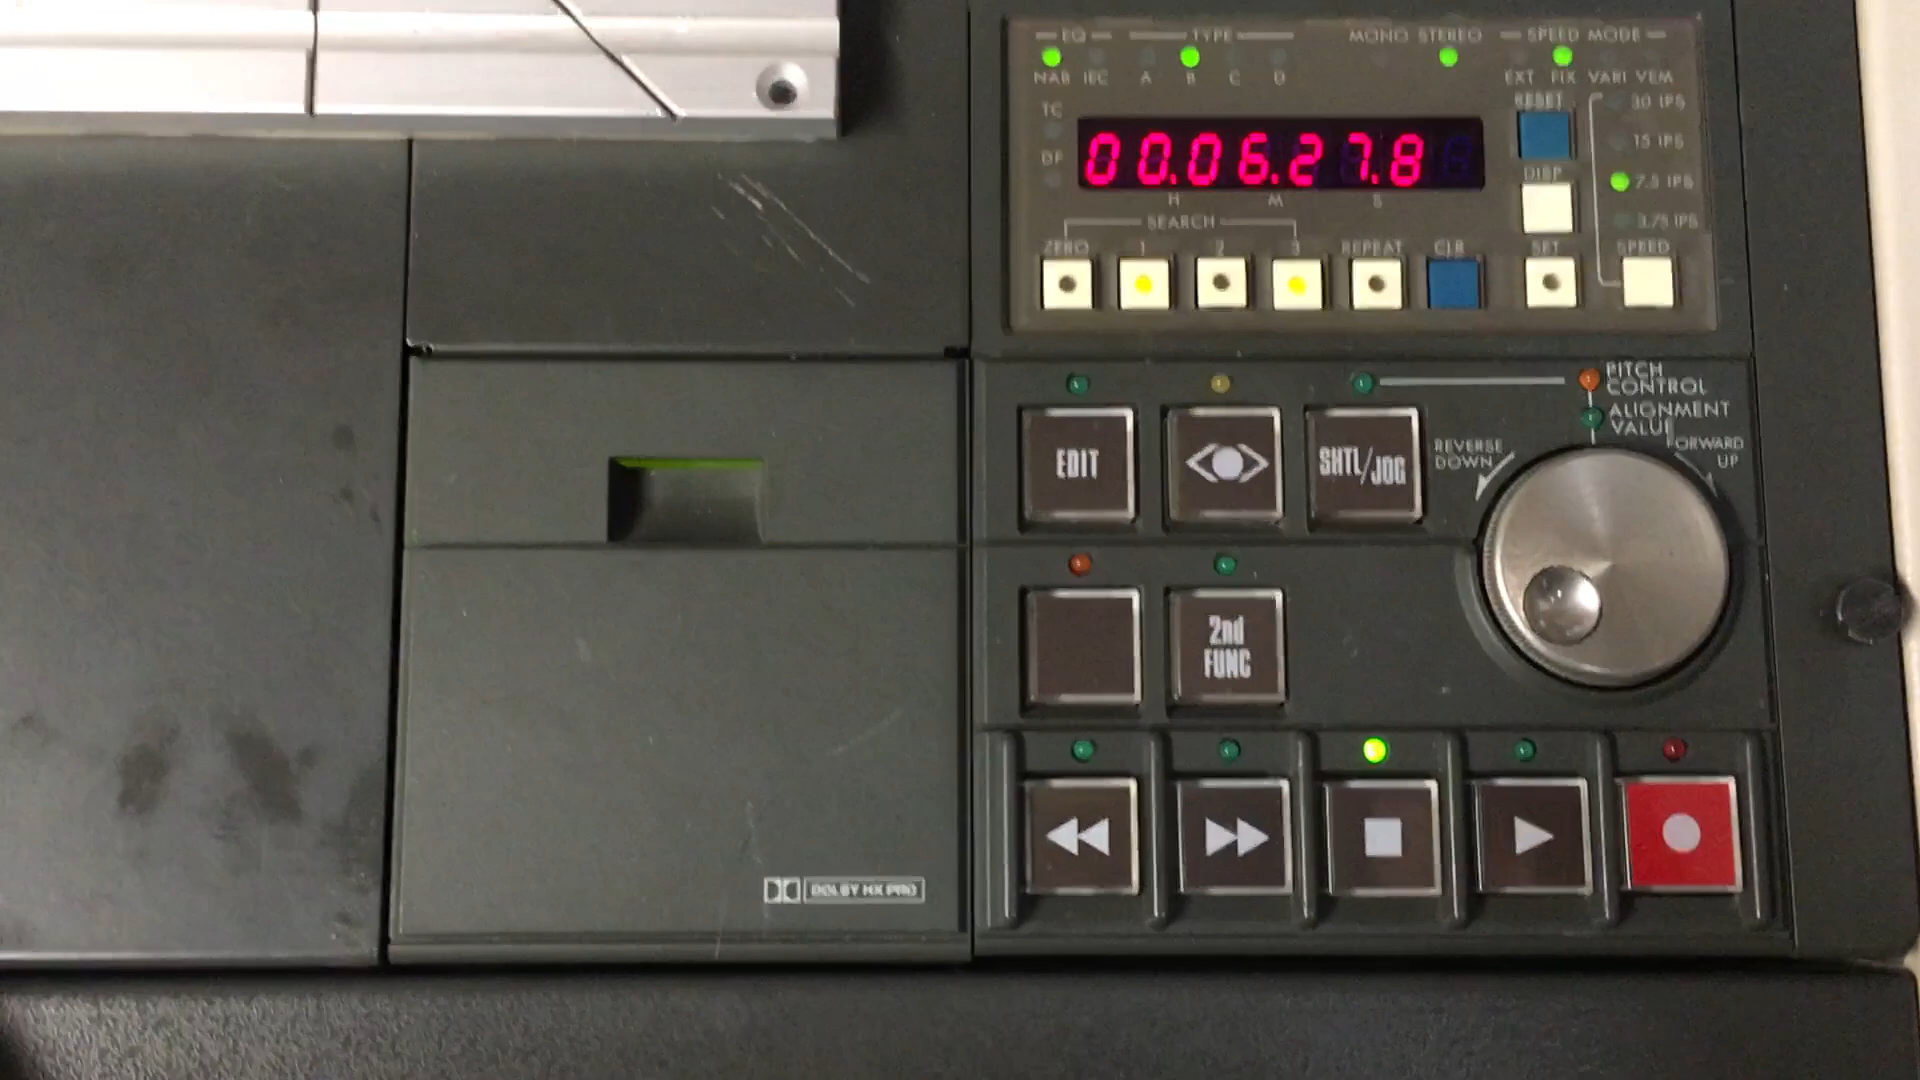 EQ TYPE MONO STEREO SPEED MODE
NAB IEC A B C D EXT FIX VARI VEM
TC RESET 30 IPS
DF 00.06.27.8 15 IPS
DISP 7.5 IPS
H M S
SEARCH 3.75 IPS
ZERO 1 2 3 REPEAT CLR SET SPEED
PITCH
CONTROL
ALIGNMENT
VALUE
REVERSE
DOWN
FORWARD
UP
EDIT SHTL/JOG
2nd
FUNC
DOLBY HX PRO